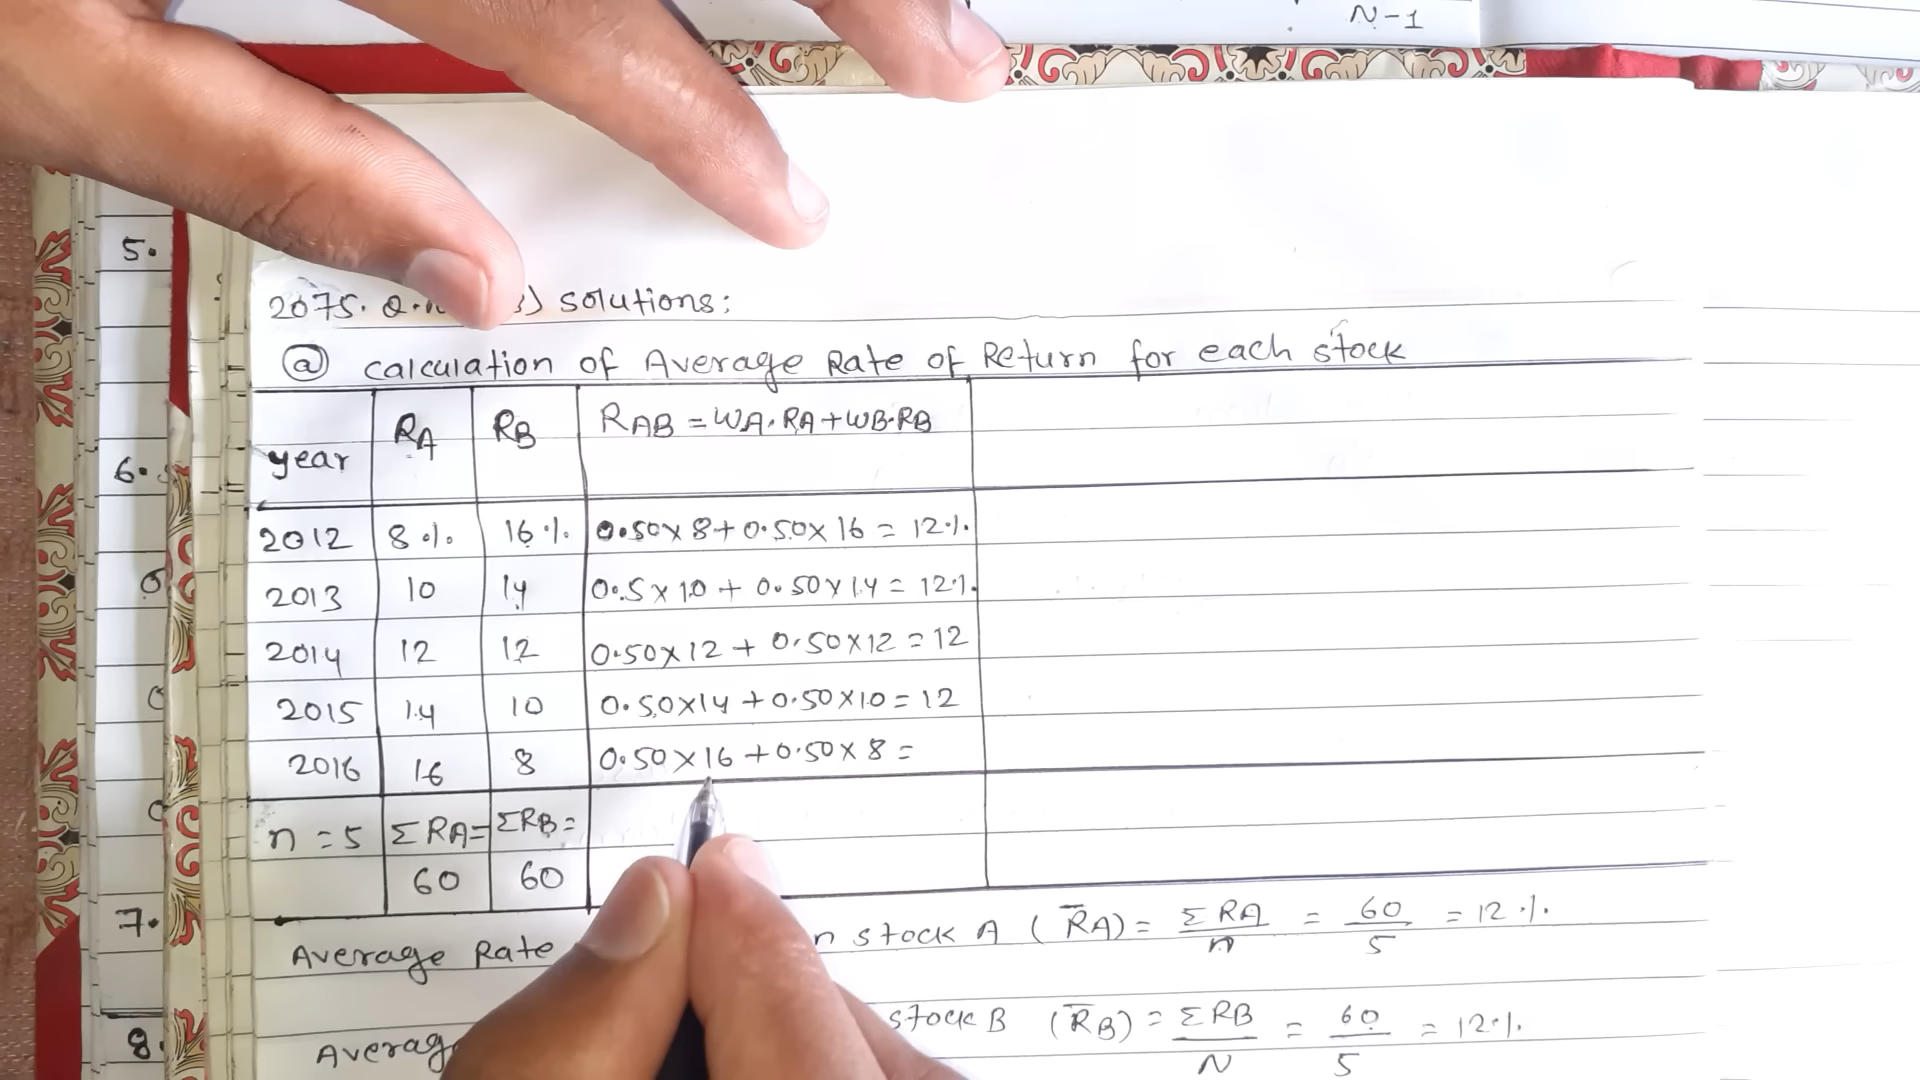 N-1
5.
2075. Q. 3) solutions:
ⓐ calculation of Average Rate of Return for each stock
year RA RB RAB = WA.RA+WB.RB
6.
2012 8% 16% 0.50x8+0.50x16 = 12%
2013 10 14 0.5x10 + 0.50x14 = 12%
2014 12 12 0.50x12 + 0.50x12 = 12
2015 14 10 0.50x14 + 0.50x10 = 12
2016 16 8 0.50x16 + 0.50x8 =
n = 5 ΣRA= ΣRB=
60 60
7.
Average Rate n stock A (R̄A) = ΣRA/n = 60/5 = 12%.
8.
Averag stock B (R̄B) = ΣRB/N = 60/5 = 12%.